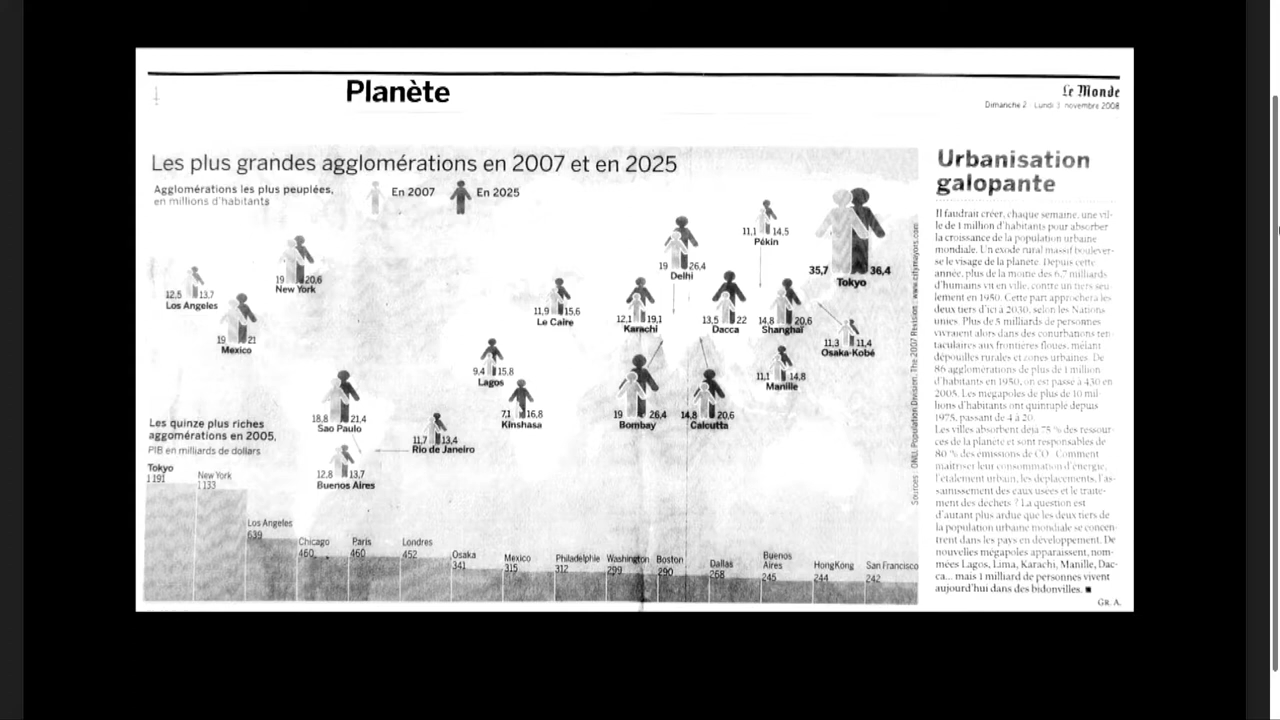 Planète
Le Monde
Dimanche 2 - Lundi 3 novembre 2008
Les plus grandes agglomérations en 2007 et en 2025
Agglomérations les plus peuplées,
en millions d'habitants
En 2007
En 2025
12,5 13,7
Los Angeles
19 20,6
New York
19 21
Mexico
18,8 21,4
Sao Paulo
12,8 13,7
Buenos Aires
11,7 13,4
Rio de Janeiro
11,9 15,6
Le Caire
9,4 15,8
Lagos
7,1 16,8
Kinshasa
12,1 19,1
Karachi
19 26,4
Delhi
19 26,4
Bombay
13,5 22
Dacca
14,8 20,6
Calcutta
11,1 14,5
Pékin
14,8 20,6
Shanghaï
11,1 14,8
Manille
35,7 36,4
Tokyo
11,3 11,4
Osaka-Kobé
Les quinze plus riches
aggomérations en 2005,
PIB en milliards de dollars
Tokyo
1 191
New York
1 133
Los Angeles
639
Chicago
460
Paris
460
Londres
452
Osaka
341
Mexico
315
Philadelphie
312
Washington
299
Boston
290
Dallas
268
Buenos
Aires
245
HongKong
244
San Francisco
242
Sources : ONU, Population Division, The 2007 Revision ; www.citymayors.com
Urbanisation
galopante
Il faudrait créer, chaque semaine, une vil-
le de 1 million d'habitants pour absorber
la croissance de la population urbaine
mondiale. Un exode rural massif boulever-
se le visage de la planète. Depuis cette
année, plus de la moitié des 6,7 milliards
d'humains vit en ville, contre un tiers seu-
lement en 1950. Cette part approchera les
deux tiers d'ici à 2030, selon les Nations
unies. Plus de 5 milliards de personnes
vivraient alors dans des conurbations ten-
taculaires aux frontières floues, mêlant
dépouilles rurales et zones urbaines. De
86 agglomérations de plus de 1 million
d'habitants en 1950, on est passé à 430 en
2005. Les mégapoles de plus de 10 mil
lions d'habitants ont quintuplé depuis
1975, passant de 4 à 20.
Les villes absorbent déjà 75 % des ressour-
ces de la planète et sont responsables de
80 % des émissions de CO Comment
maîtriser leur consommation d'énergie,
l'étalement urbain, les déplacements, l'as-
sainissement des eaux usées et le traite-
ment des déchets ? La question est
d'autant plus ardue que les deux tiers de
la population urbaine mondiale se concen-
trent dans les pays en développement. De
nouvelles mégapoles apparaissent, nom-
mées Lagos, Lima, Karachi, Manille, Dac-
ca... mais 1 milliard de personnes vivent
aujourd'hui dans des bidonvilles. ■
GR. A.